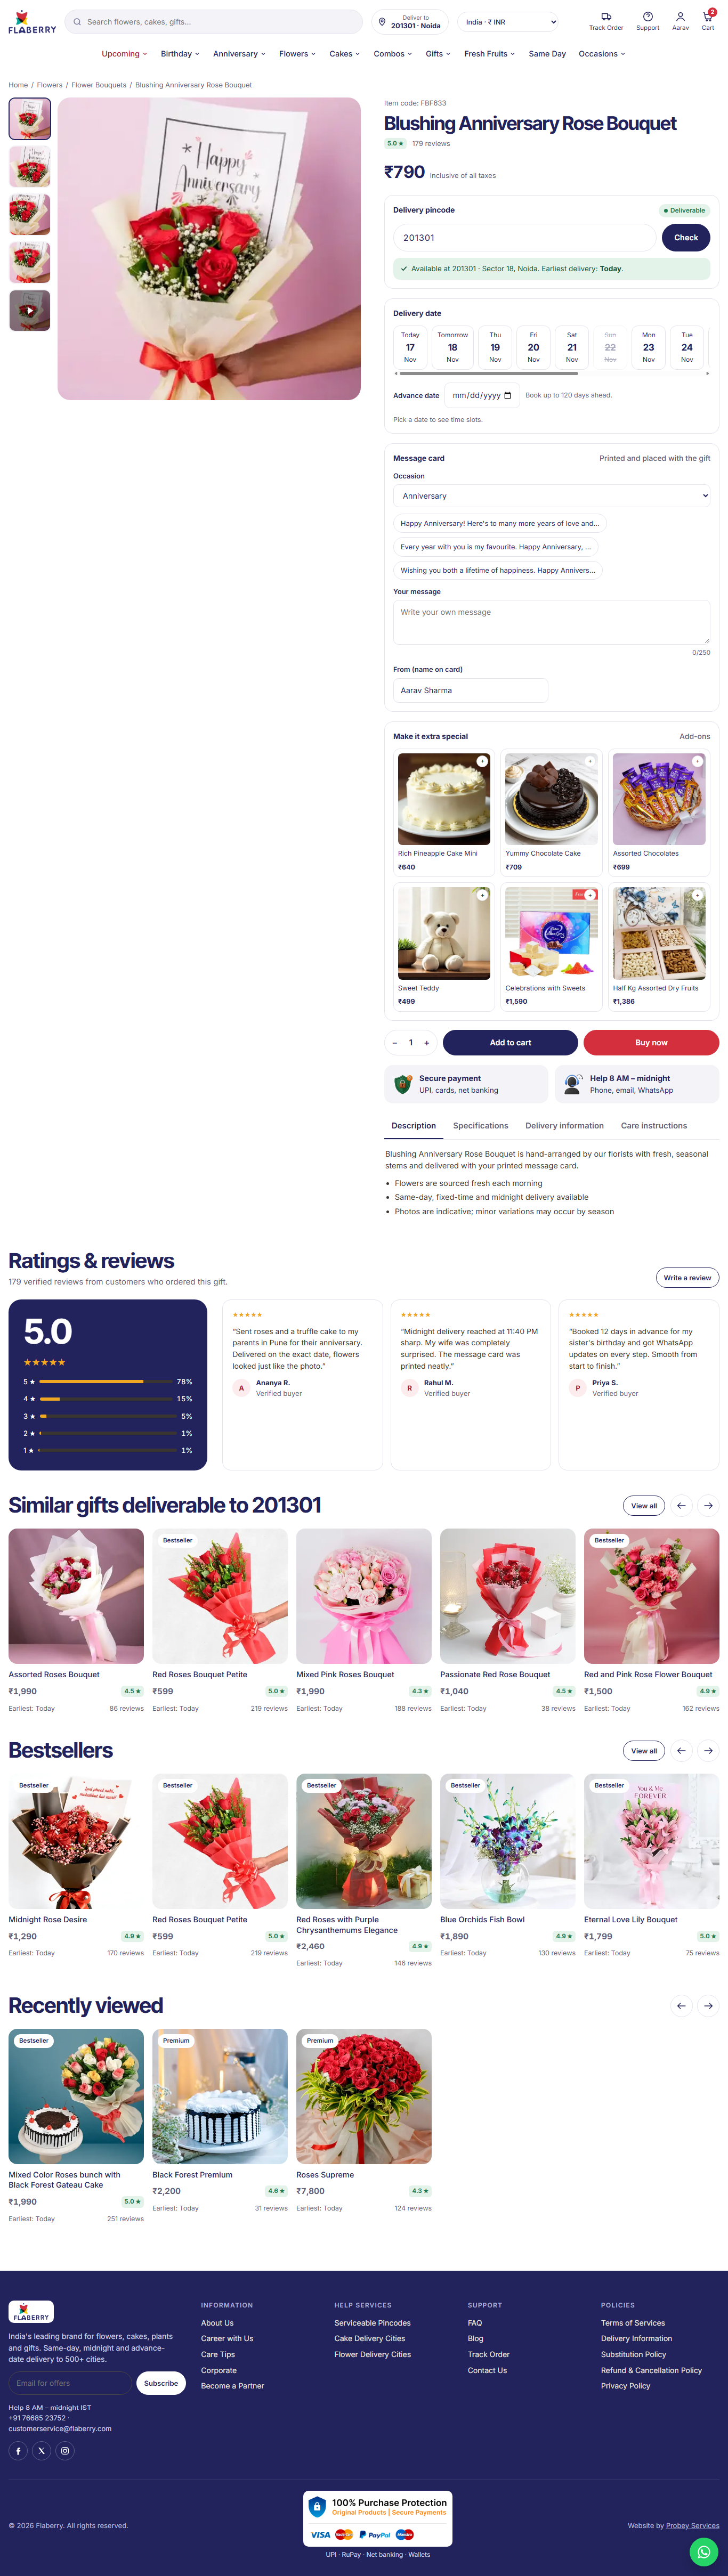 FLABERRY
Search flowers, cakes, gifts...
Deliver to
201301 · Noida
India · ₹ INR
Track Order
Support
Aarav
2
Cart
Upcoming
Birthday
Anniversary
Flowers
Cakes
Combos
Gifts
Fresh Fruits
Same Day
Occasions
Home / Flowers / Flower Bouquets / Blushing Anniversary Rose Bouquet
Happy
Anniversary
Item code: FBF633
Blushing Anniversary Rose Bouquet
5.0 ★ 179 reviews
₹790 Inclusive of all taxes
Delivery pincode
Deliverable
201301
Check
Available at 201301 · Sector 18, Noida. Earliest delivery: Today.
Delivery date
Today
17
Nov
Tomorrow
18
Nov
Thu
19
Nov
Fri
20
Nov
Sat
21
Nov
Sun
22
Nov
Mon
23
Nov
Tue
24
Nov
Advance date mm/dd/yyyy Book up to 120 days ahead.
Pick a date to see time slots.
Message card
Printed and placed with the gift
Occasion
Anniversary
Happy Anniversary! Here's to many more years of love and...
Every year with you is my favourite. Happy Anniversary, ...
Wishing you both a lifetime of happiness. Happy Annivers...
Your message
Write your own message
0/250
From (name on card)
Aarav Sharma
Make it extra special
Add-ons
Rich Pineapple Cake Mini
₹640
Yummy Chocolate Cake
₹709
Assorted Chocolates
₹699
Sweet Teddy
₹499
Celebrations with Sweets
₹1,590
Half Kg Assorted Dry Fruits
₹1,386
− 1 +
Add to cart
Buy now
Secure payment
UPI, cards, net banking
Help 8 AM – midnight
Phone, email, WhatsApp
Description
Specifications
Delivery information
Care instructions
Blushing Anniversary Rose Bouquet is hand-arranged by our florists with fresh, seasonal
stems and delivered with your printed message card.
• Flowers are sourced fresh each morning
• Same-day, fixed-time and midnight delivery available
• Photos are indicative; minor variations may occur by season
Ratings & reviews
179 verified reviews from customers who ordered this gift.
Write a review
5.0
★★★★★
5 ★ 78%
4 ★ 15%
3 ★ 5%
2 ★ 1%
1 ★ 1%
★★★★★
“Sent roses and a truffle cake to my
parents in Pune for their anniversary.
Delivered on the exact date, flowers
looked just like the photo.”
A
Ananya R.
Verified buyer
★★★★★
“Midnight delivery reached at 11:40 PM
sharp. My wife was completely
surprised. The message card was
printed neatly.”
R
Rahul M.
Verified buyer
★★★★★
“Booked 12 days in advance for my
sister's birthday and got WhatsApp
updates on every step. Smooth from
start to finish.”
P
Priya S.
Verified buyer
Similar gifts deliverable to 201301
View all
Assorted Roses Bouquet
₹1,990 4.5 ★
Earliest: Today 86 reviews
Bestseller
Red Roses Bouquet Petite
₹599 5.0 ★
Earliest: Today 219 reviews
Mixed Pink Roses Bouquet
₹1,990 4.3 ★
Earliest: Today 188 reviews
Passionate Red Rose Bouquet
₹1,040 4.5 ★
Earliest: Today 38 reviews
Bestseller
Red and Pink Rose Flower Bouquet
₹1,500 4.9 ★
Earliest: Today 162 reviews
Bestsellers
View all
Bestseller
Midnight Rose Desire
₹1,290 4.9 ★
Earliest: Today 170 reviews
Bestseller
Red Roses Bouquet Petite
₹599 5.0 ★
Earliest: Today 219 reviews
Bestseller
Red Roses with Purple
Chrysanthemums Elegance
₹2,460 4.9 ★
Earliest: Today 146 reviews
Bestseller
Blue Orchids Fish Bowl
₹1,890 4.9 ★
Earliest: Today 130 reviews
Bestseller
You & Me
FOREVER
Eternal Love Lily Bouquet
₹1,799 5.0 ★
Earliest: Today 75 reviews
Recently viewed
Bestseller
Mixed Color Roses bunch with
Black Forest Gateau Cake
₹1,990 5.0 ★
Earliest: Today 251 reviews
Premium
Black Forest Premium
₹2,200 4.6 ★
Earliest: Today 31 reviews
Premium
Roses Supreme
₹7,800 4.3 ★
Earliest: Today 124 reviews
FLABERRY
India's leading brand for flowers, cakes, plants
and gifts. Same-day, midnight and advance-
date delivery to 500+ cities.
Email for offers
Subscribe
Help 8 AM – midnight IST
+91 76685 23752 ·
customerservice@flaberry.com
INFORMATION
About Us
Career with Us
Care Tips
Corporate
Become a Partner
HELP SERVICES
Serviceable Pincodes
Cake Delivery Cities
Flower Delivery Cities
SUPPORT
FAQ
Blog
Track Order
Contact Us
POLICIES
Terms of Services
Delivery Information
Substitution Policy
Refund & Cancellation Policy
Privacy Policy
© 2026 Flaberry. All rights reserved.
100% Purchase Protection
Original Products | Secure Payments
VISA
PayPal
UPI · RuPay · Net banking · Wallets
Website by Probey Services